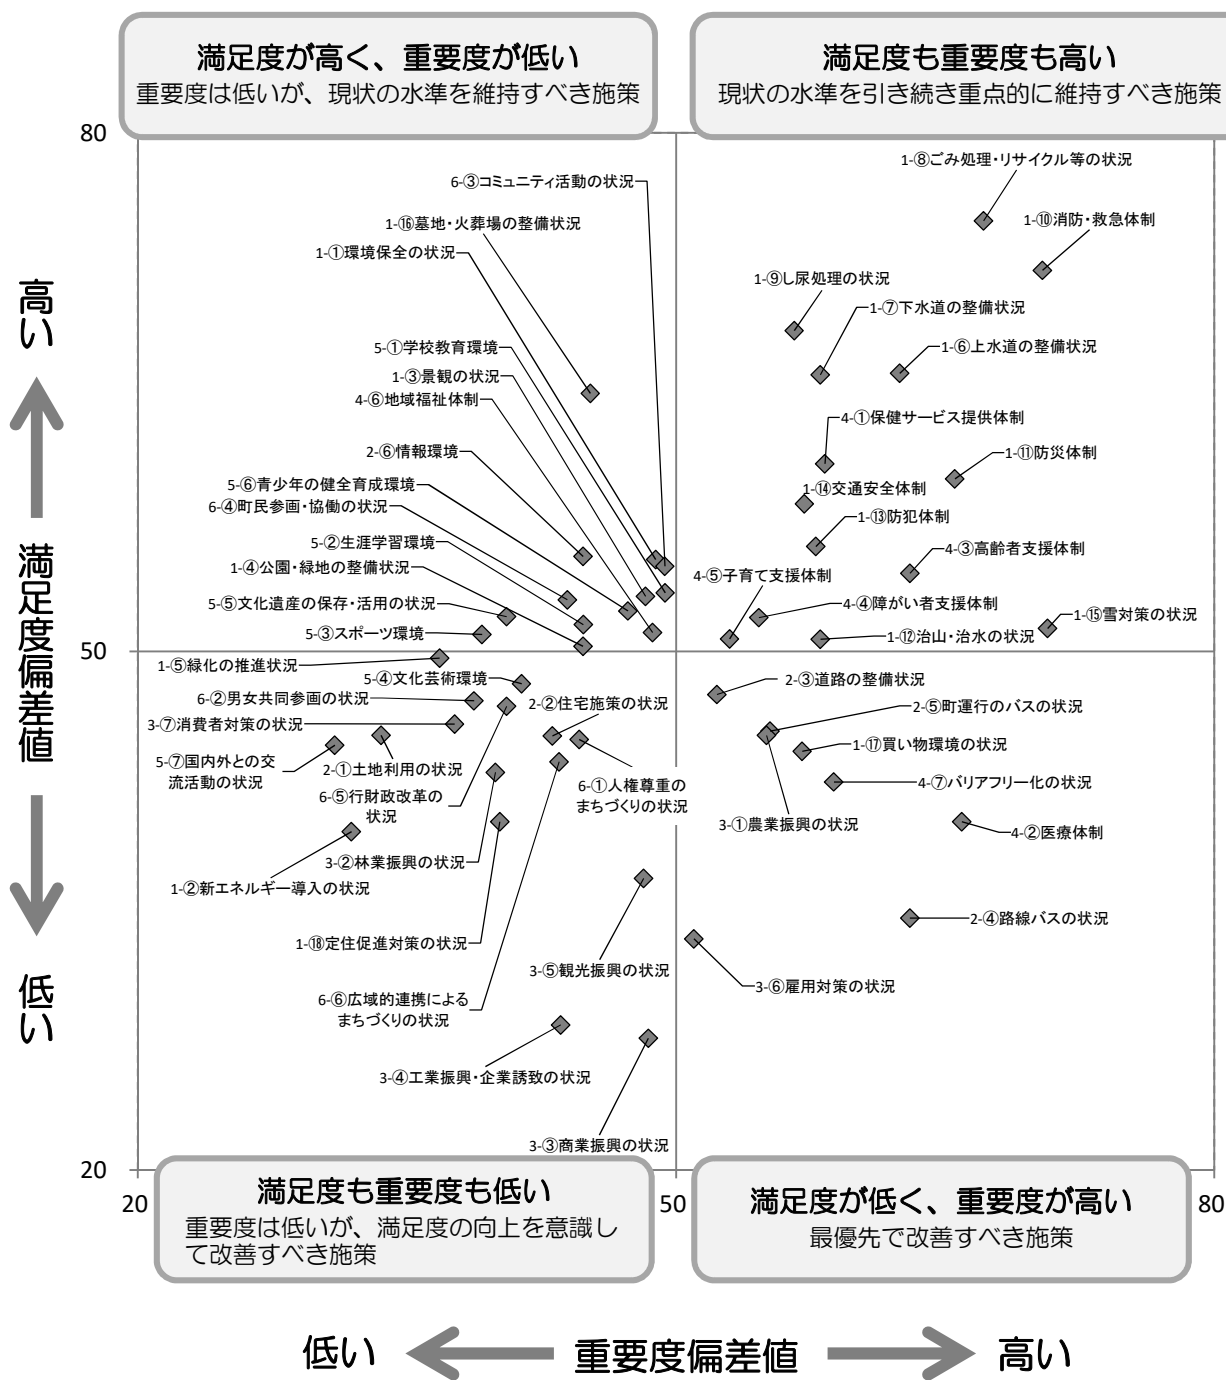 満足度が高く、重要度が低い
重要度は低いが、現状の水準を維持すべき施策
満足度も重要度も高い
現状の水準を引き続き重点的に維持すべき施策
80
1-⑧ごみ処理・リサイクル等の状況
6-③コミュニティ活動の状況
1-⑯墓地・火葬場の整備状況
1-⑩消防・救急体制
1-①環境保全の状況
1-⑨し尿処理の状況
高い
1-⑦下水道の整備状況
5-①学校教育環境
1-⑥上水道の整備状況
1-③景観の状況
4-⑥地域福祉体制
4-①保健サービス提供体制
2-⑥情報環境
1-⑪防災体制
5-⑥青少年の健全育成環境
1-⑭交通安全体制
6-④町民参画・協働の状況
1-⑬防犯体制
5-②生涯学習環境
4-③高齢者支援体制
1-④公園・緑地の整備状況
4-⑤子育て支援体制
5-⑤文化遺産の保存・活用の状況
4-④障がい者支援体制
1-⑮雪対策の状況
5-③スポーツ環境
1-⑫治山・治水の状況
満足度偏差値
50
1-⑤緑化の推進状況
5-④文化芸術環境
2-③道路の整備状況
6-②男女共同参画の状況
2-②住宅施策の状況
2-⑤町運行のバスの状況
3-⑦消費者対策の状況
1-⑰買い物環境の状況
5-⑦国内外との交
流活動の状況
2-①土地利用の状況
6-①人権尊重の
まちづくりの状況
4-⑦バリアフリー化の状況
6-⑤行財政改革の
状況
3-①農業振興の状況
4-②医療体制
3-②林業振興の状況
1-②新エネルギー導入の状況
2-④路線バスの状況
1-⑱定住促進対策の状況
3-⑤観光振興の状況
3-⑥雇用対策の状況
6-⑥広域的連携による
まちづくりの状況
低い
3-④工業振興・企業誘致の状況
3-③商業振興の状況
20
20
50
80
満足度も重要度も低い
重要度は低いが、満足度の向上を意識し
て改善すべき施策
満足度が低く、重要度が高い
最優先で改善すべき施策
低い
重要度偏差値
高い